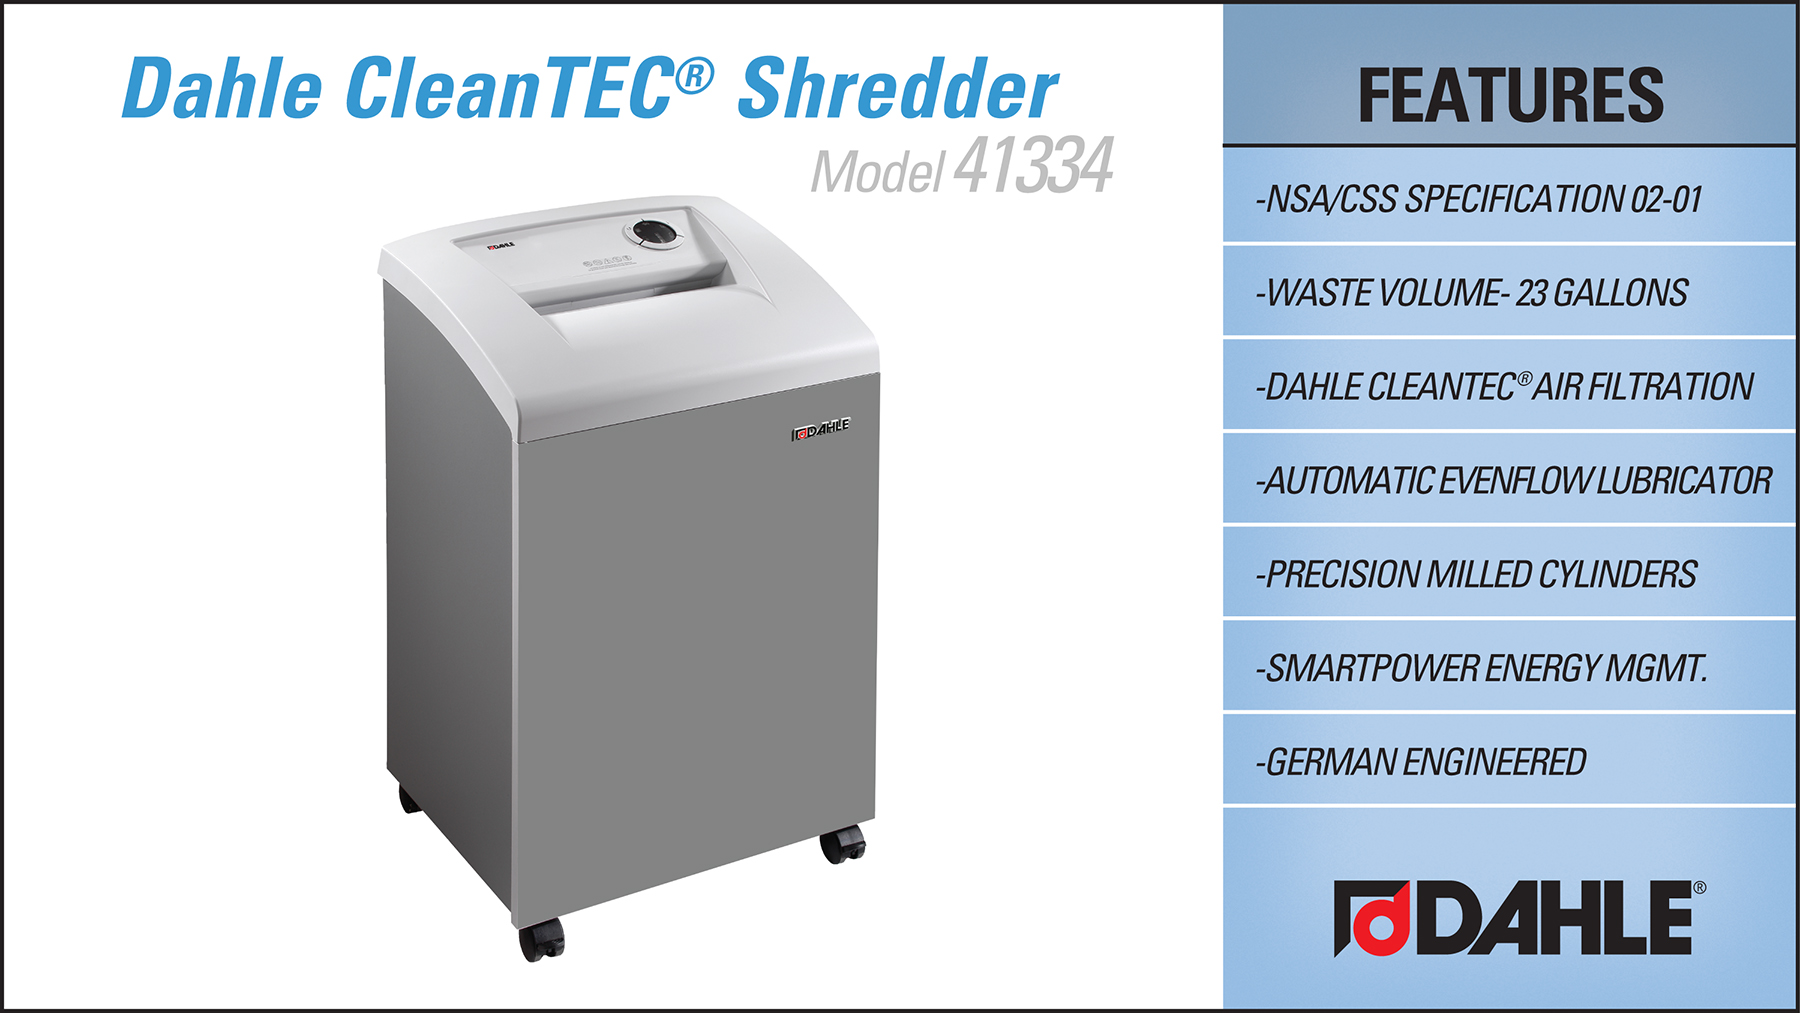 Dahle CleanTEC® Shredder
Model 41334
DAHLE
DAHLE
FEATURES
-NSA/CSS SPECIFICATION 02-01
-WASTE VOLUME- 23 GALLONS
-DAHLE CLEANTEC® AIR FILTRATION
-AUTOMATIC EVENFLOW LUBRICATOR
-PRECISION MILLED CYLINDERS
-SMARTPOWER ENERGY MGMT.
-GERMAN ENGINEERED
DAHLE®